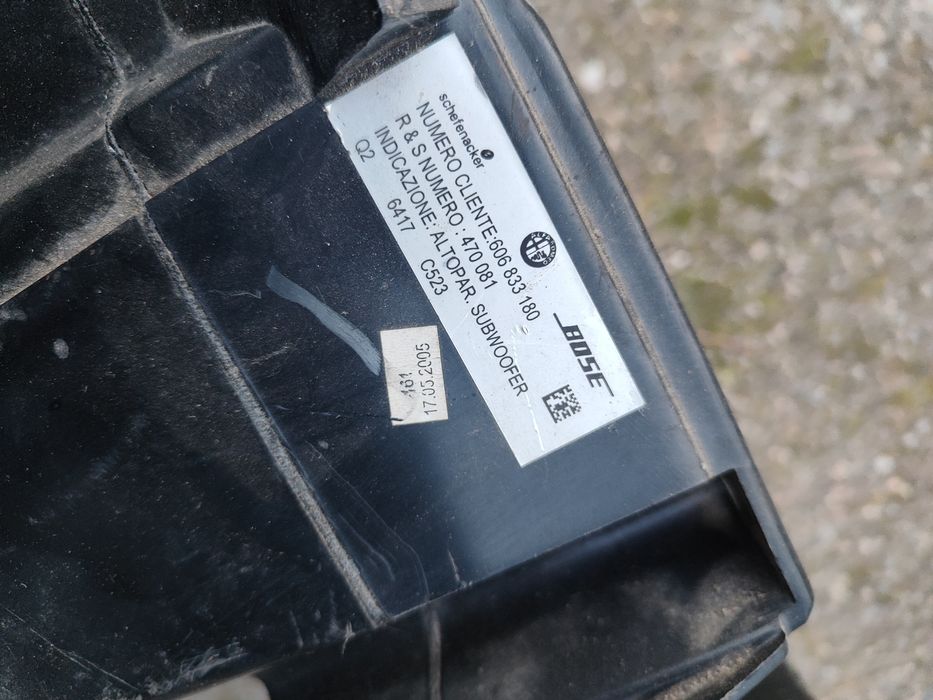 schefenacker
NUMERO CLIENTE:606 833 180
R & S NUMERO : 470 081
INDICAZIONE: ALTOPAR. SUBWOOFER
Q2 6417 C523
BOSE
161
17.05.2005